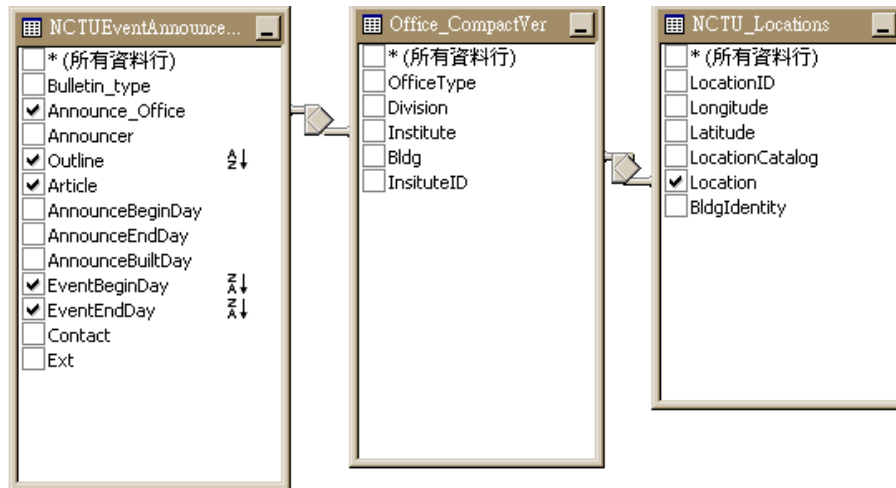 NCTUEventAnnounce...
* (所有資料行)
Bulletin_type
Announce_Office
Announcer
Outline
Article
AnnounceBeginDay
AnnounceEndDay
AnnounceBuiltDay
EventBeginDay
EventEndDay
Contact
Ext
Office_CompactVer
* (所有資料行)
OfficeType
Division
Institute
Bldg
InsituteID
NCTU_Locations
* (所有資料行)
LocationID
Longitude
Latitude
LocationCatalog
Location
BldgIdentity